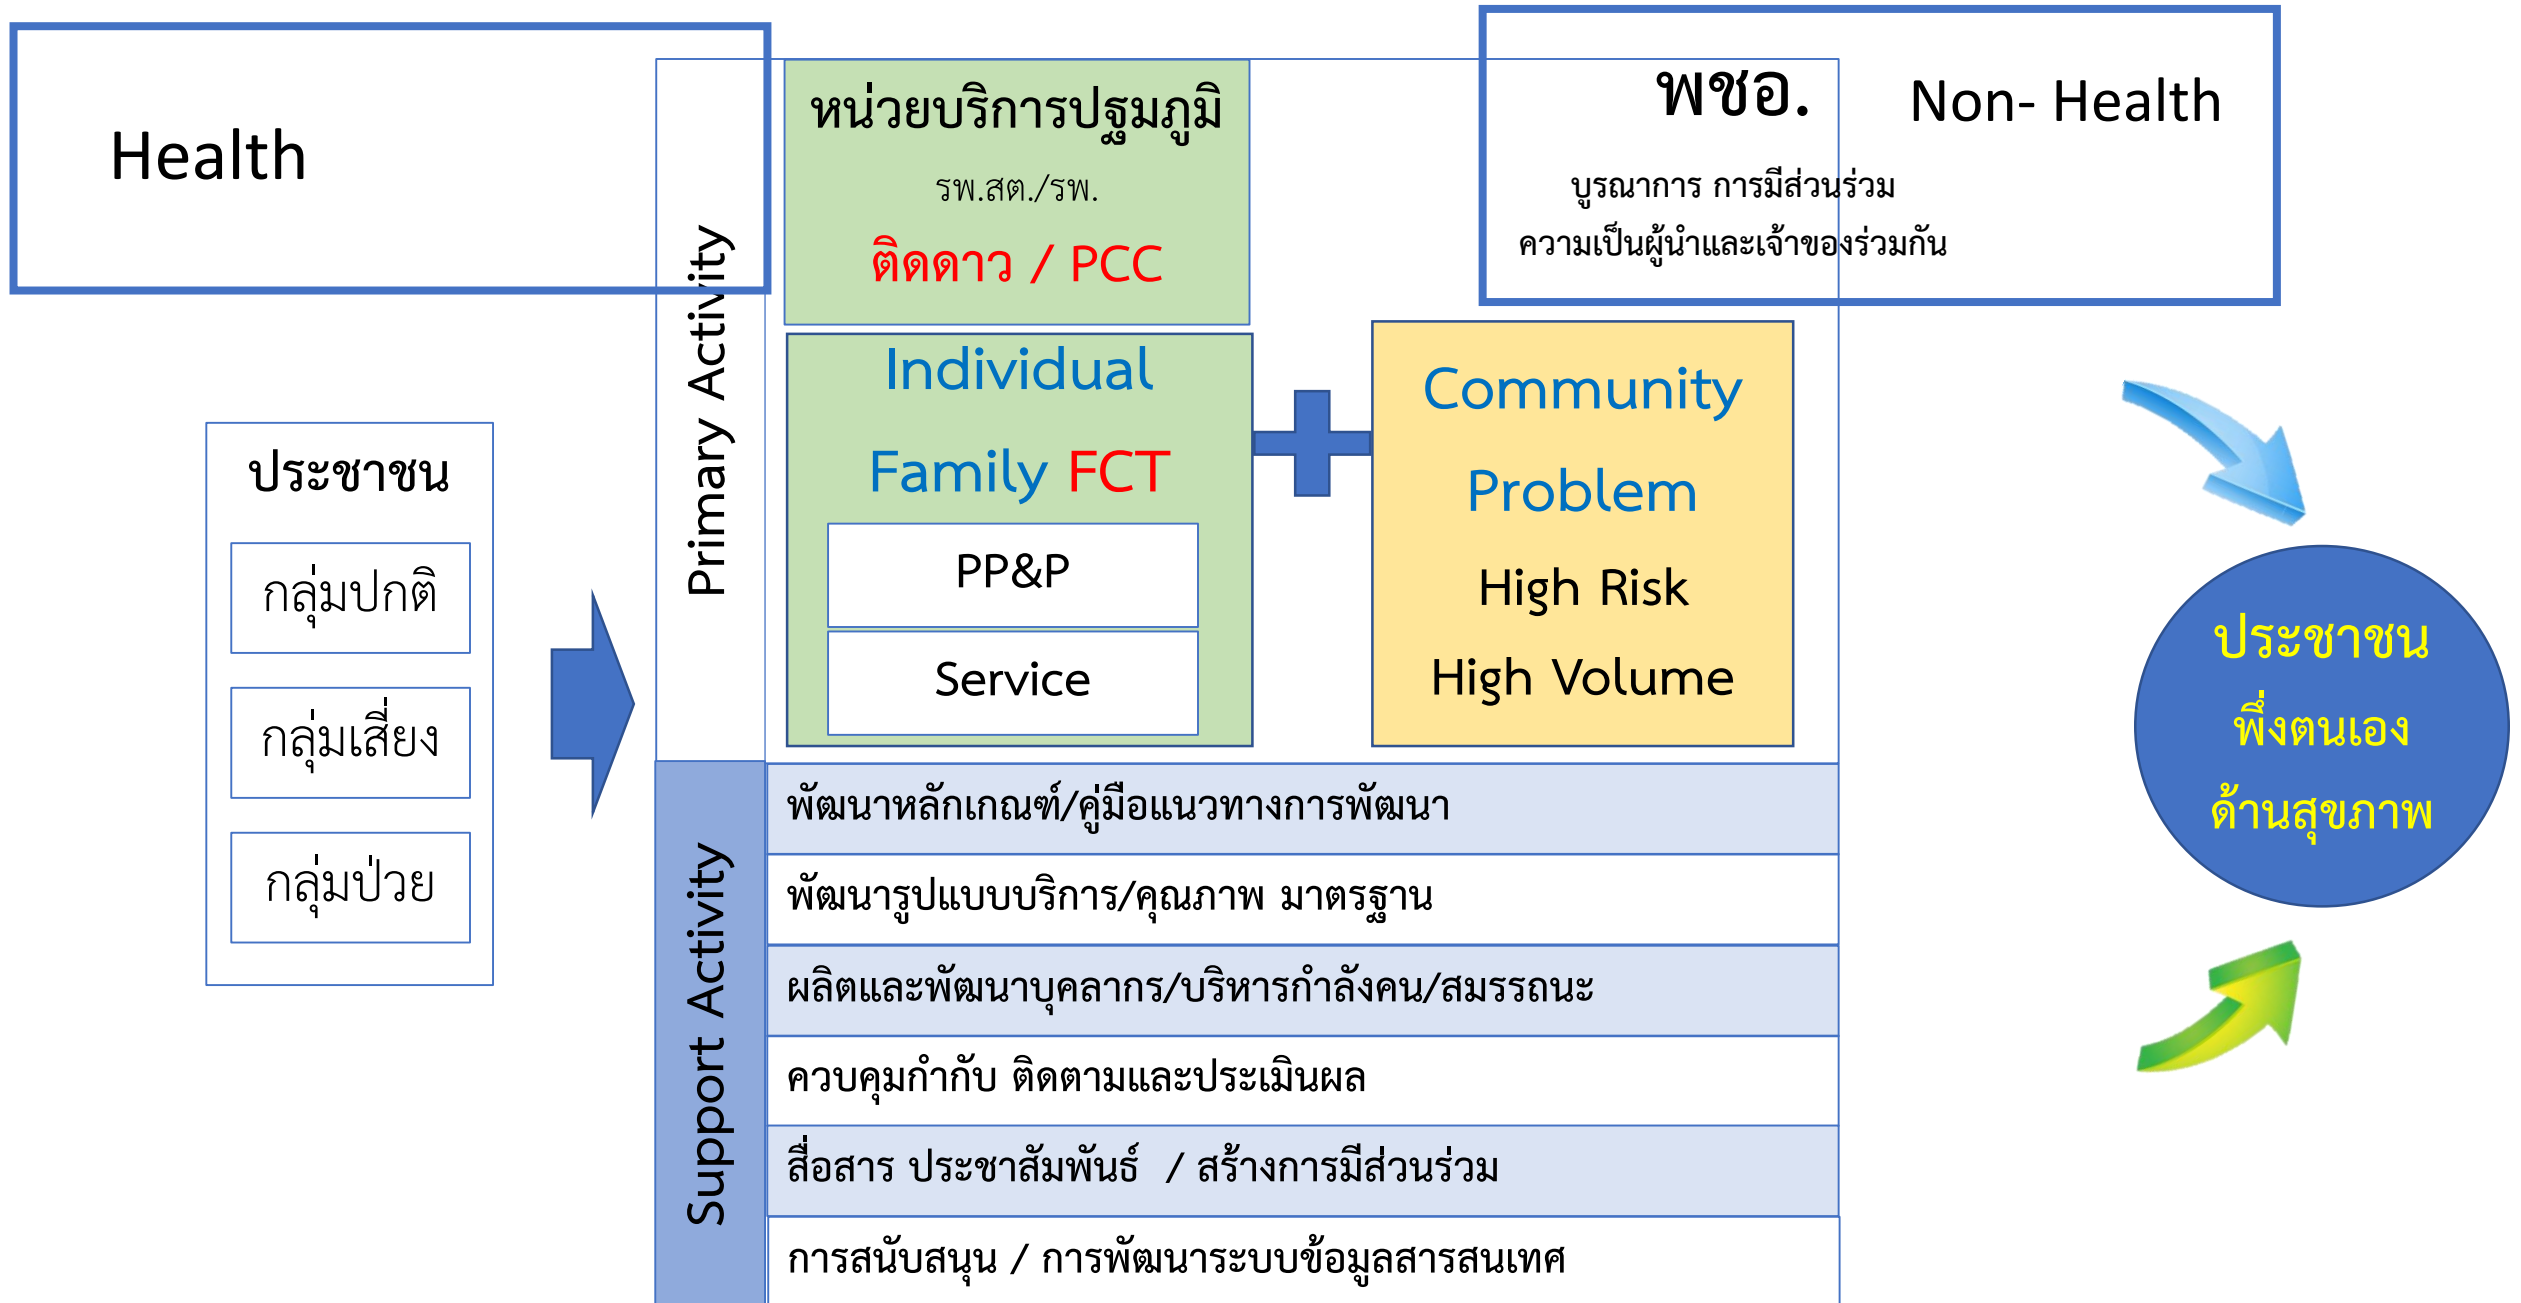 Health
หน่วยบริการปฐมภูมิ
รพ.สต./รพ.
ติดดาว / PCC
พชอ.
Non- Health
บูรณาการ การมีส่วนร่วม
ความเป็นผู้นำและเจ้าของร่วมกัน
ประชาชน
กลุ่มปกติ
กลุ่มเสี่ยง
กลุ่มป่วย
Primary Activity
Individual
Family FCT
PP&P
Service
Community
Problem
High Risk
High Volume
Support Activity
พัฒนาหลักเกณฑ์/คู่มือแนวทางการพัฒนา
พัฒนารูปแบบบริการ/คุณภาพ มาตรฐาน
ผลิตและพัฒนาบุคลากร/บริหารกำลังคน/สมรรถนะ
ควบคุมกำกับ ติดตามและประเมินผล
สื่อสาร ประชาสัมพันธ์ / สร้างการมีส่วนร่วม
การสนับสนุน / การพัฒนาระบบข้อมูลสารสนเทศ
ประชาชน
พึ่งตนเอง
ด้านสุขภาพ